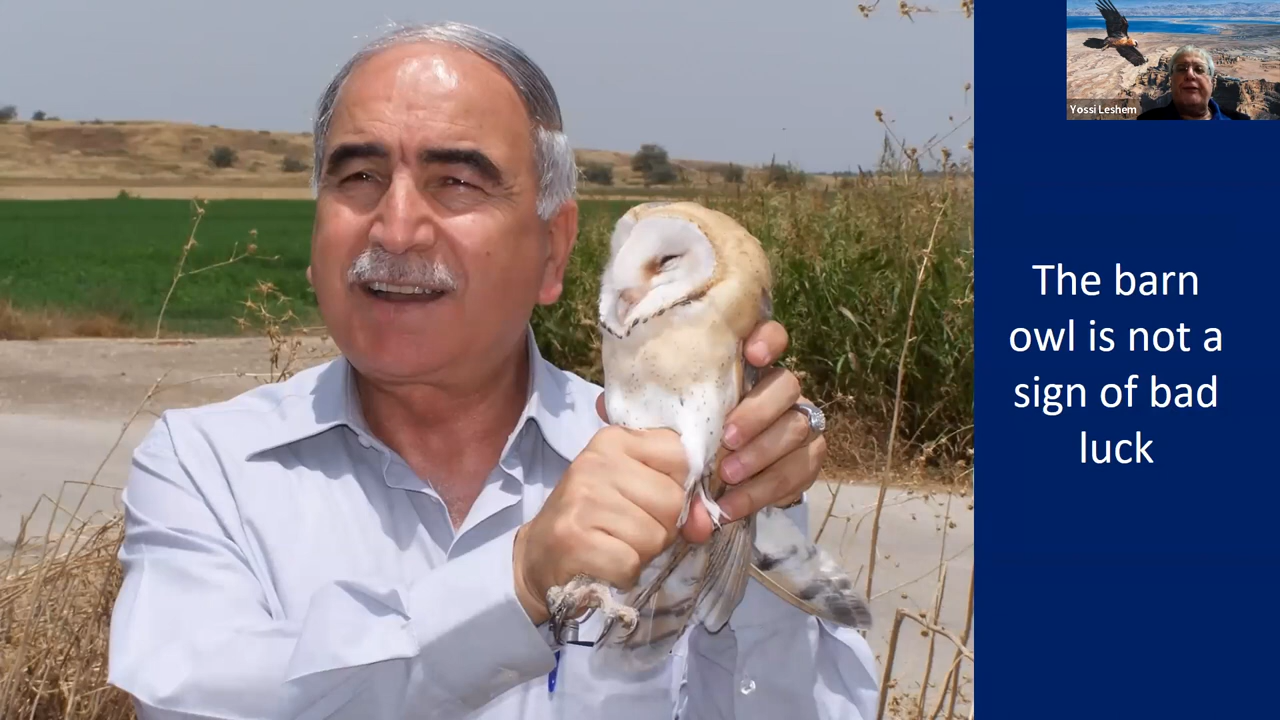 Yossi Leshem
The barn
owl is not a
sign of bad
luck